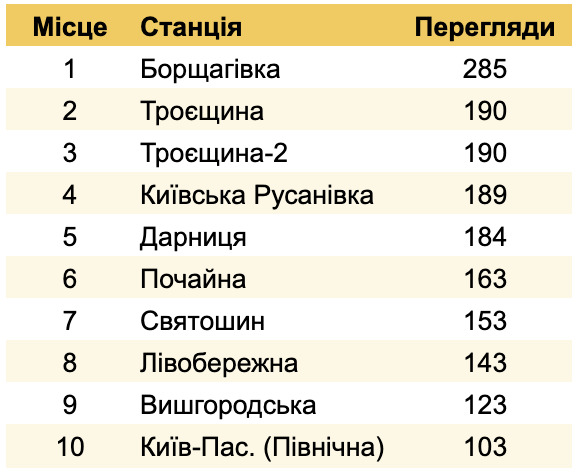 Місце Станція Перегляди
1 Борщагівка 285
2 Троєщина 190
3 Троєщина-2 190
4 Київська Русанівка 189
5 Дарниця 184
6 Почайна 163
7 Святошин 153
8 Лівобережна 143
9 Вишгородська 123
10 Київ-Пас. (Північна) 103